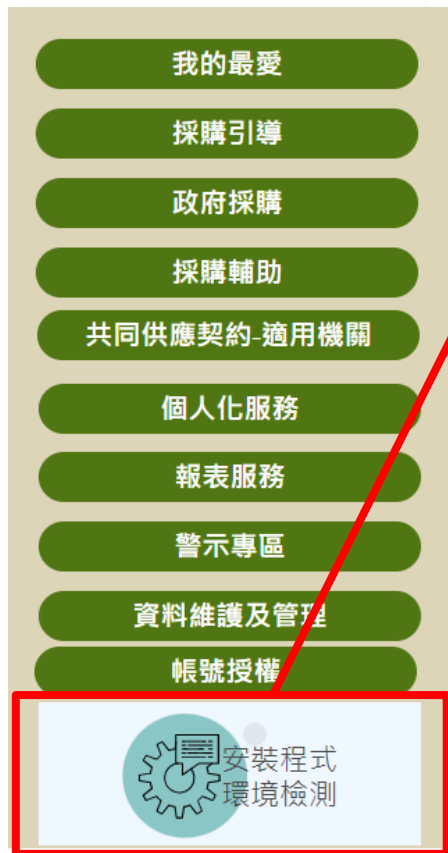 我的最愛
採購引導
政府採購
採購輔助
共同供應契約-適用機關
個人化服務
報表服務
警示專區
資料維護及管理
帳號授權
安裝程式
環境檢測